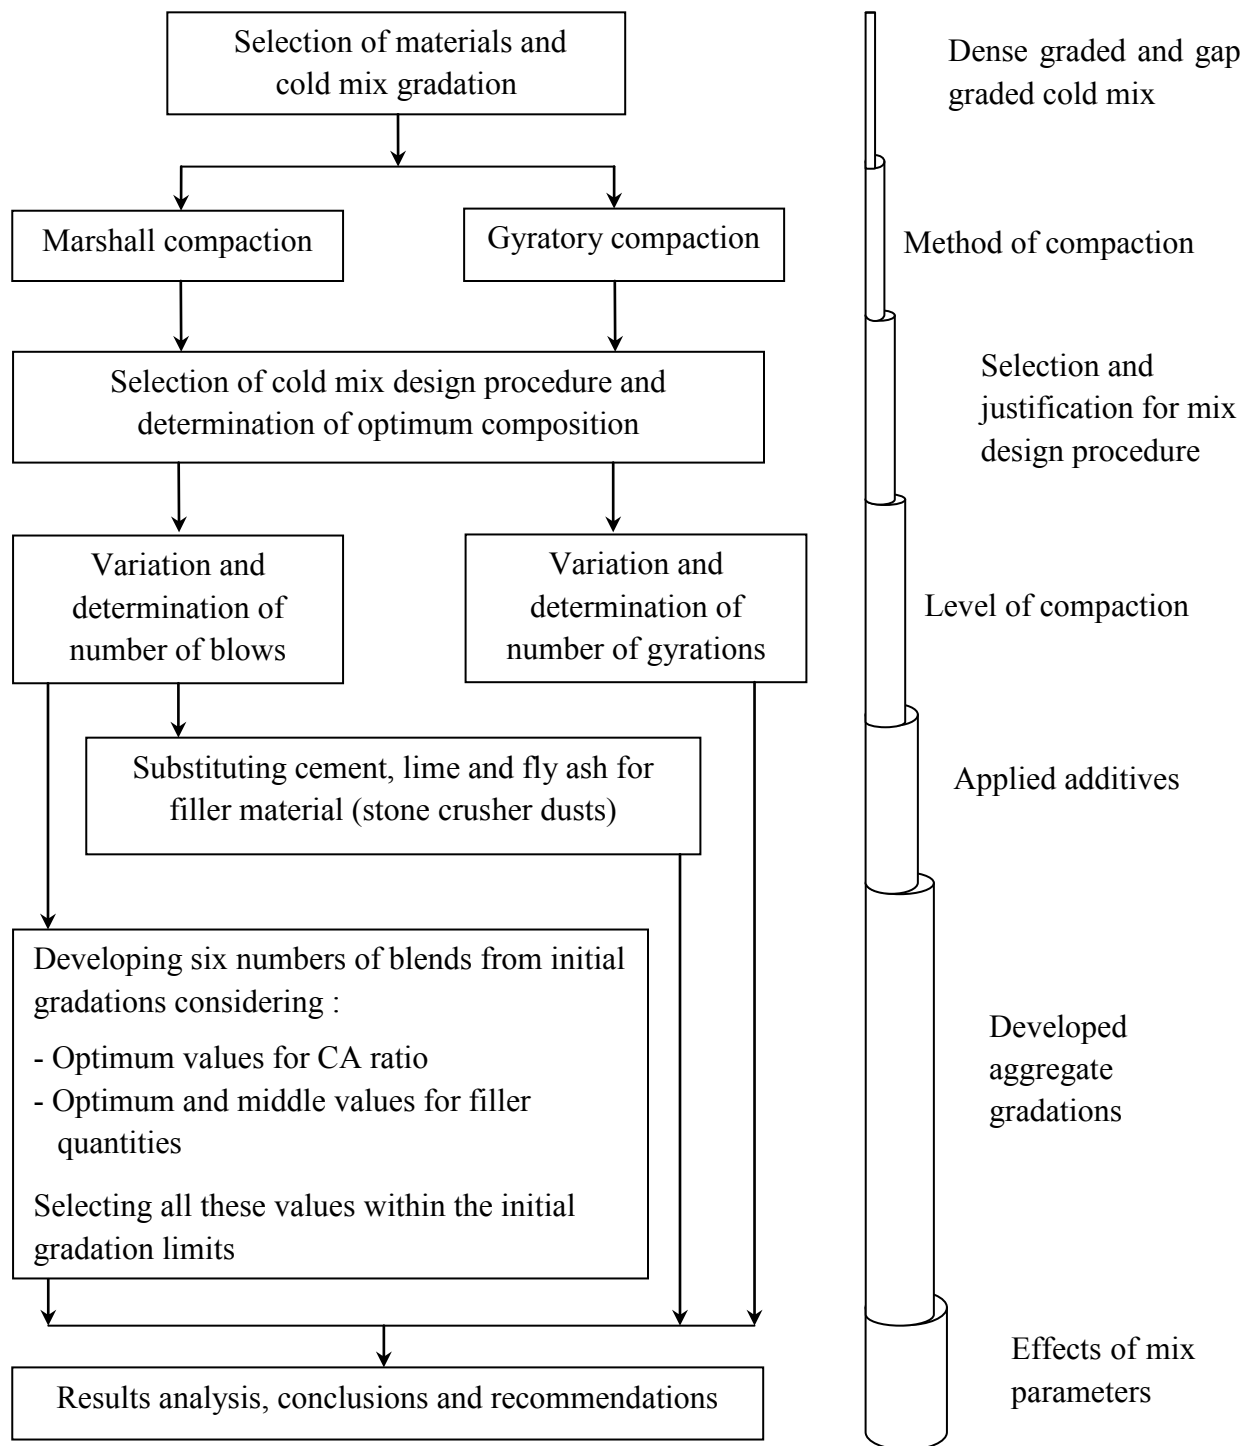 Selection of materials and
cold mix gradation
Dense graded and gap
graded cold mix
Marshall compaction
Gyratory compaction
Method of compaction
Selection of cold mix design procedure and
determination of optimum composition
Selection and
justification for mix
design procedure
Variation and
determination of
number of blows
Variation and
determination of
number of gyrations
Level of compaction
Substituting cement, lime and fly ash for
filler material (stone crusher dusts)
Applied additives
Developing six numbers of blends from initial
gradations considering :
- Optimum values for CA ratio
- Optimum and middle values for filler
quantities
Selecting all these values within the initial
gradation limits
Developed
aggregate
gradations
Results analysis, conclusions and recommendations
Effects of mix
parameters